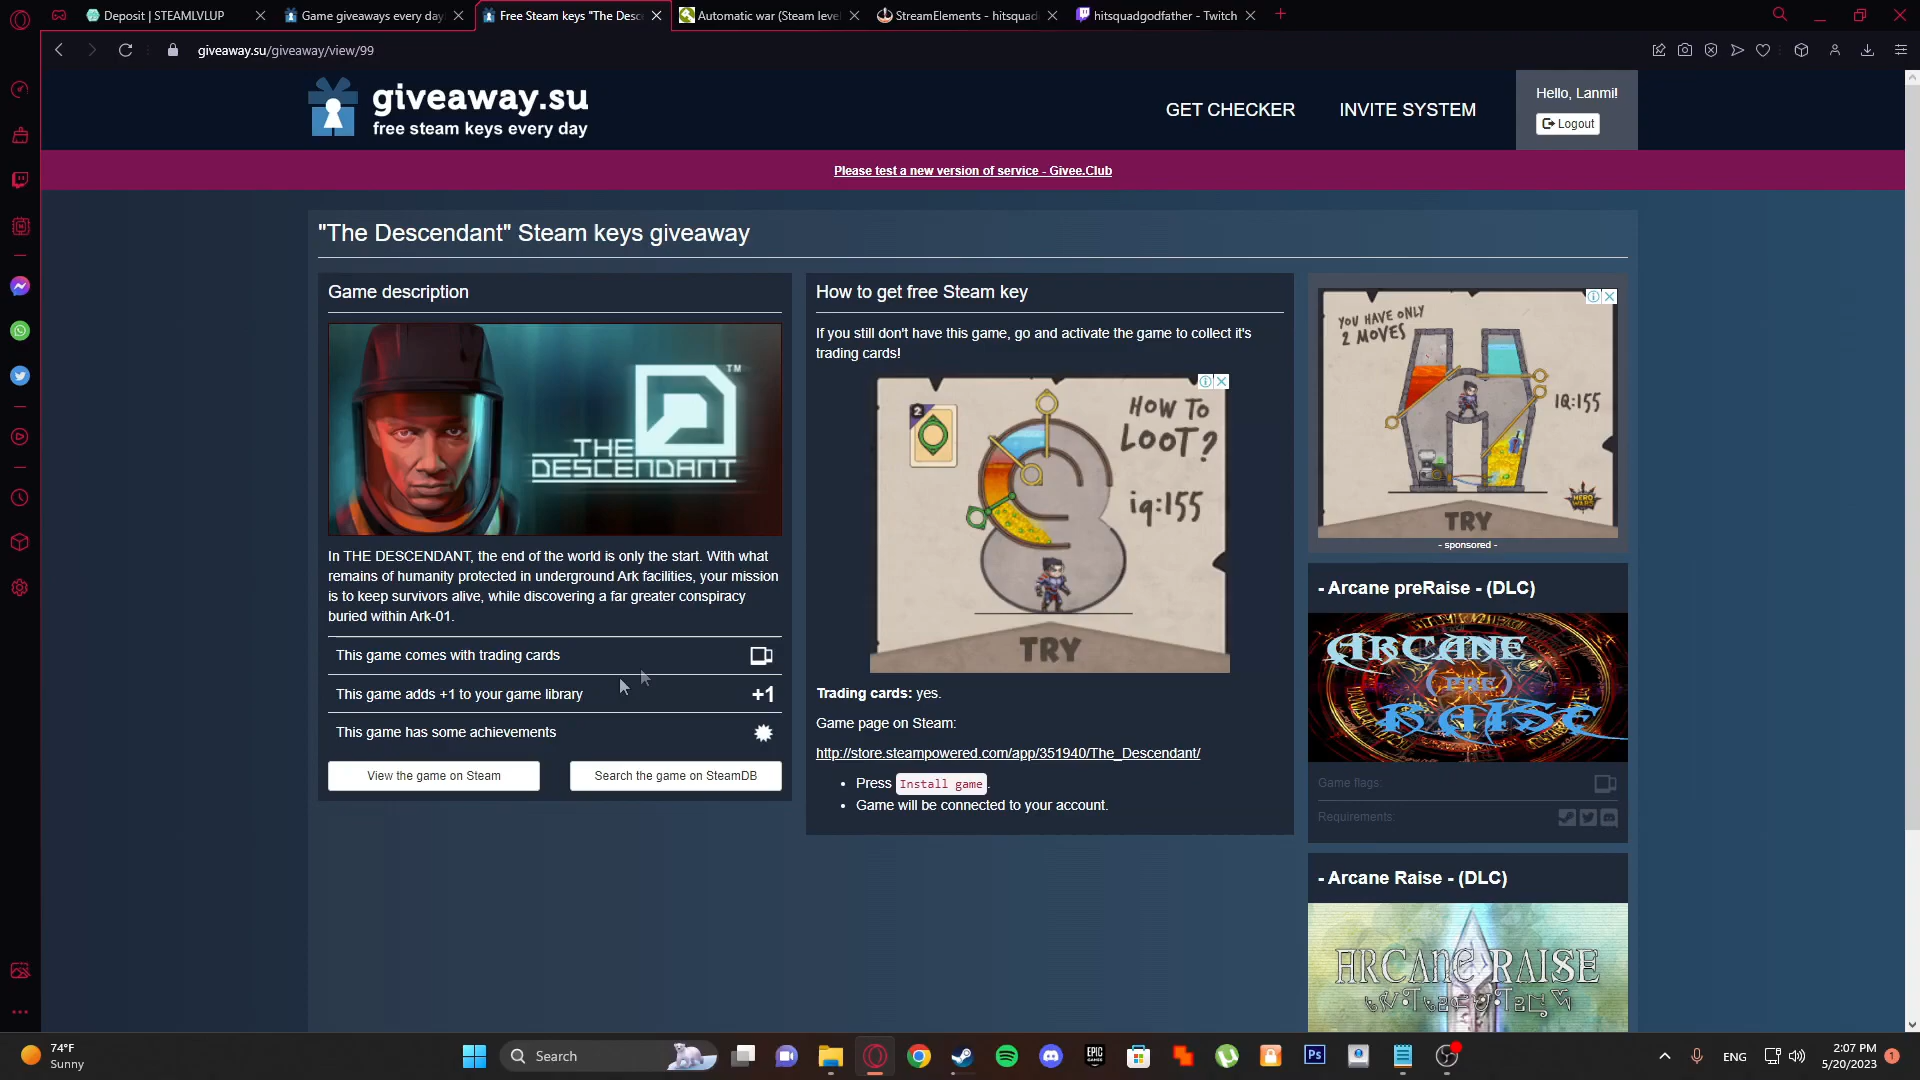 Deposit | STEAMLVLUP
Game giveaways every day
Free Steam keys "The Desc
Automatic war (Steam leve
StreamElements - hitsquad
hitsquadgodfather - Twitch
giveaway.su/giveaway/view/99
giveaway.su
free steam keys every day
GET CHECKER
INVITE SYSTEM
Hello, Lanmi!
Logout
Please test a new version of service - Givee.Club
"The Descendant" Steam keys giveaway
Game description
THE
DESCENDANT
TM
In THE DESCENDANT, the end of the world is only the start. With what
remains of humanity protected in underground Ark facilities, your mission
is to keep survivors alive, while discovering a far greater conspiracy
buried within Ark-01.
This game comes with trading cards
This game adds +1 to your game library
+1
This game has some achievements
View the game on Steam
Search the game on SteamDB
How to get free Steam key
If you still don't have this game, go and activate the game to collect it's
trading cards!
2
HOW TO
LOOT?
iq:155
TRY
Trading cards: yes.
Game page on Steam:
http://store.steampowered.com/app/351940/The_Descendant/
• Press Install game.
• Game will be connected to your account.
YOU HAVE ONLY
2 MOVES
IQ:155
HERO
WARS
TRY
- sponsored -
- Arcane preRaise - (DLC)
ARCANE
(PRE)
RAISE
Game flags:
Requirements:
- Arcane Raise - (DLC)
ARCANE RAISE
74°F
Sunny
Search
EPIC
GAMES
Ps
ENG
2:07 PM
5/20/2023
1